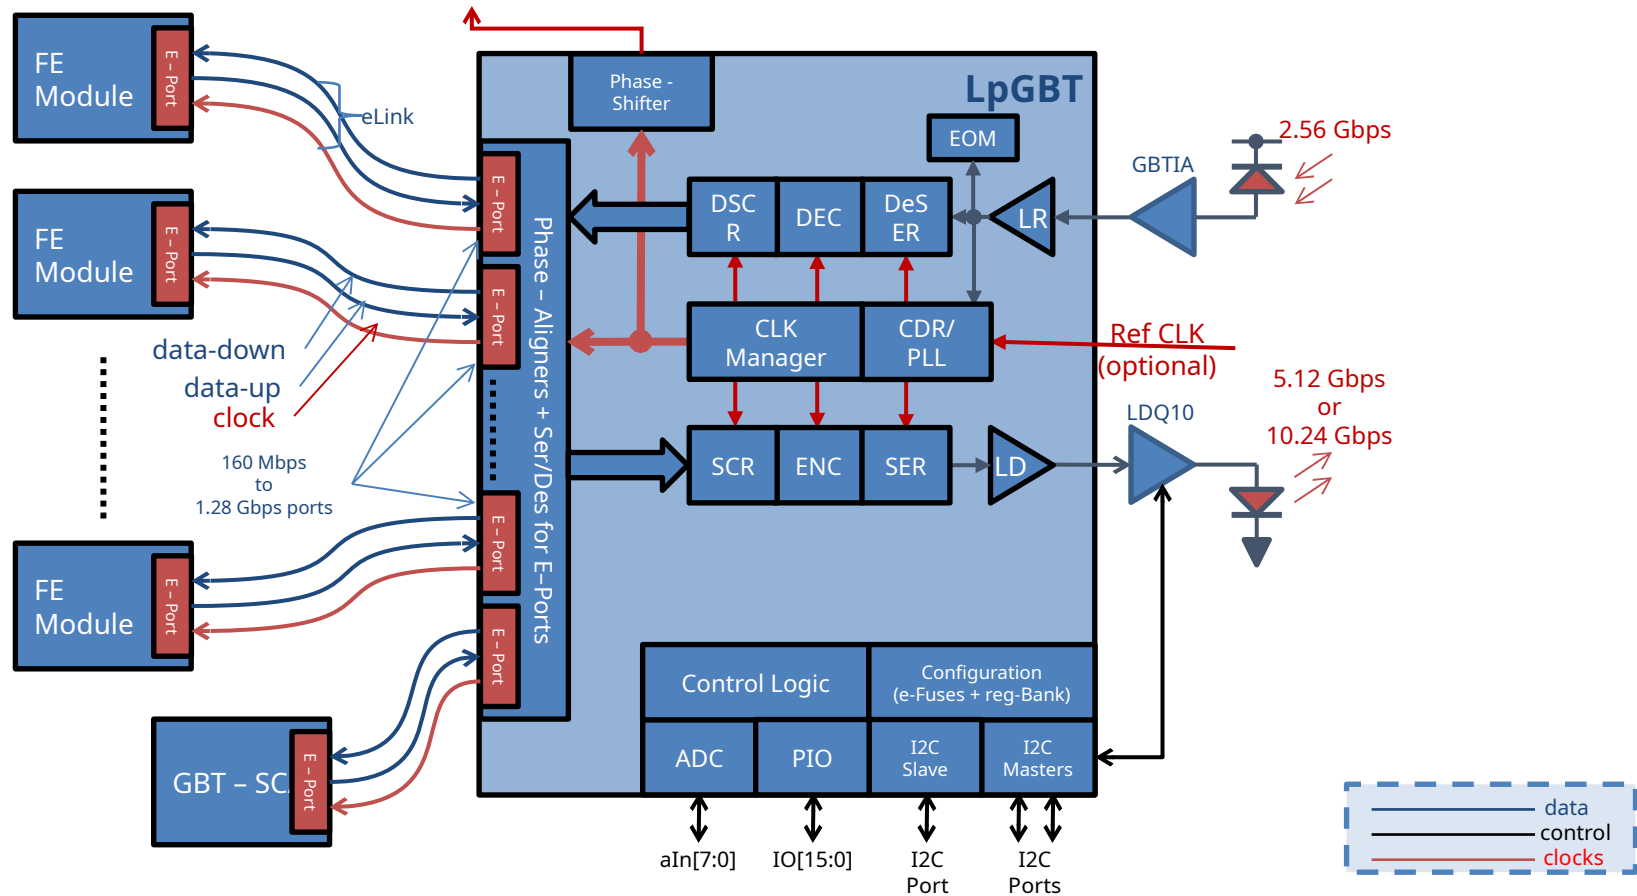 FE
Module
E – Port
eLink
Phase -
Shifter
LpGBT
EOM
GBTIA
2.56 Gbps
FE
Module
E – Port
E – Port
E – Port
DSC
R
DEC
DeS
ER
LR
Phase – Aligners + Ser/Des for E–Ports
CLK
Manager
CDR/
PLL
Ref CLK
(optional)
data-down
data-up
clock
160 Mbps
to
1.28 Gbps ports
SCR
ENC
SER
LD
LDQ10
5.12 Gbps
or
10.24 Gbps
FE
Module
E – Port
E – Port
E – Port
GBT – SC
E – Port
Control Logic
Configuration
(e-Fuses + reg-Bank)
ADC
PIO
I2C
Slave
I2C
Masters
aIn[7:0]
IO[15:0]
I2C
Port
I2C
Ports
data
control
clocks